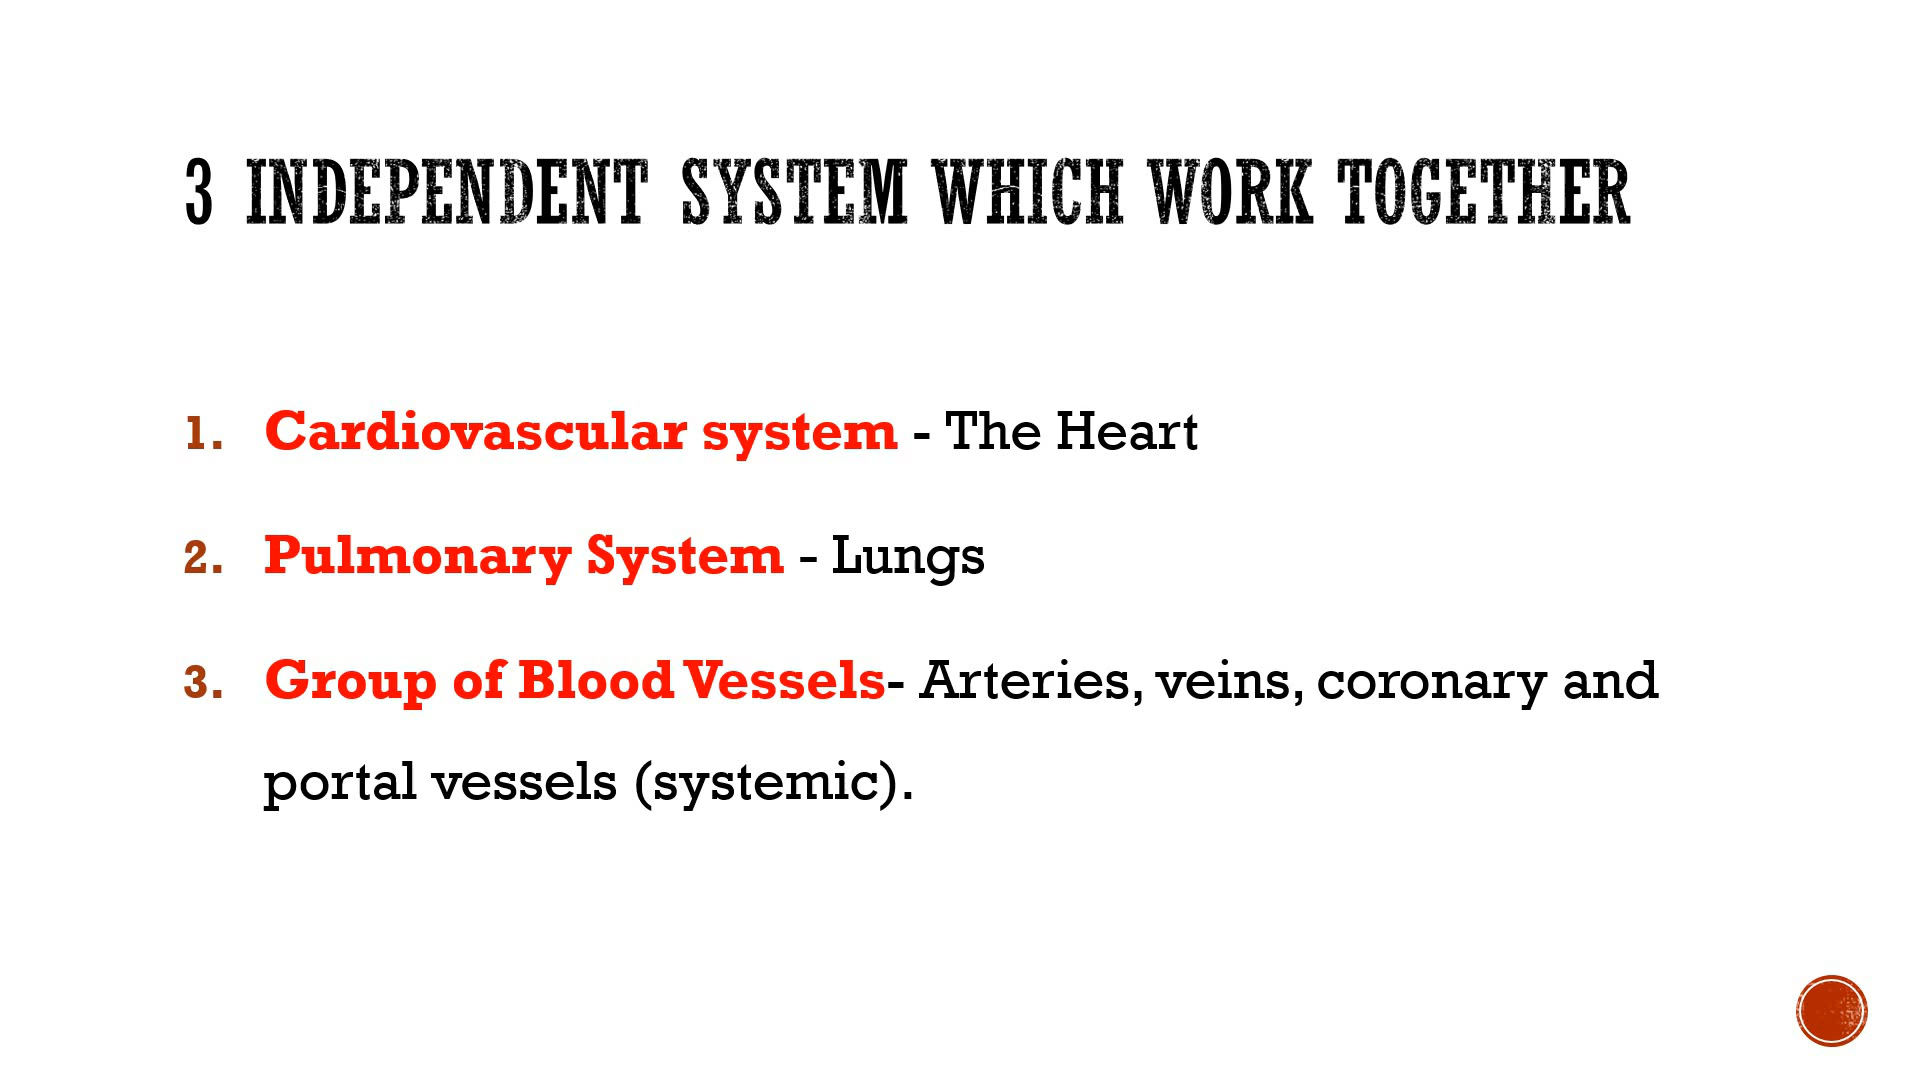 3 INDEPENDENT SYSTEM WHICH WORK TOGETHER
1. Cardiovascular system - The Heart
2. Pulmonary System - Lungs
3. Group of Blood Vessels- Arteries, veins, coronary and
portal vessels (systemic).